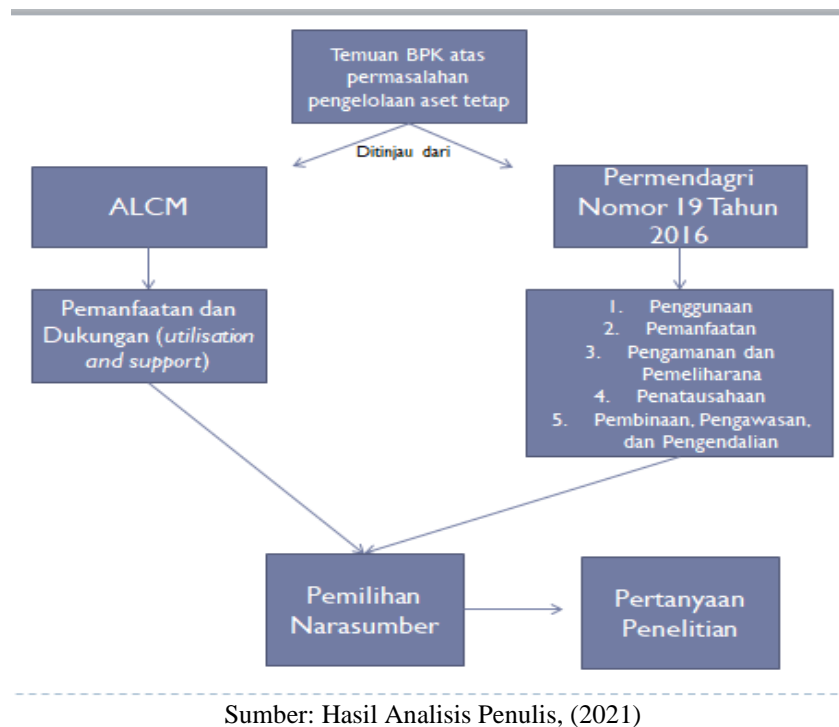 Temuan BPK atas
permasalahan
pengelolaan aset tetap
Ditinjau dari
ALCM
Permendagri
Nomor 19 Tahun
2016
Pemanfaatan dan
Dukungan (utilisation
and support)
1. Penggunaan
2. Pemanfaatan
3. Pengamanan dan
Pemeliharana
4. Penatausahaan
5. Pembinaan, Pengawasan,
dan Pengendalian
Pemilihan
Narasumber
Pertanyaan
Penelitian
Sumber: Hasil Analisis Penulis, (2021)